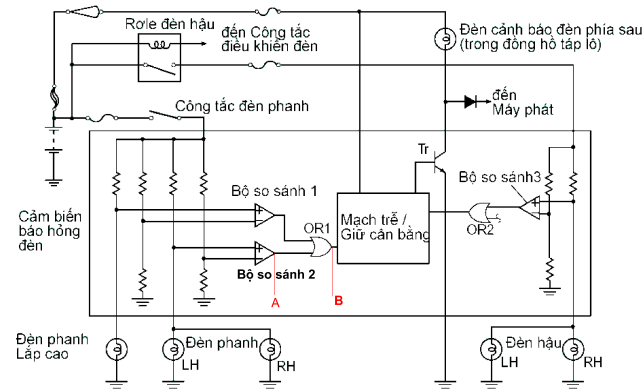 Rơle đèn hậu
đến Công tắc
điều khiển đèn
Đèn cảnh báo đèn phía sau
(trong đồng hồ táp lô)
Công tắc đèn phanh
đến
Máy phát
Tr
Bộ so sánh 1
Bộ so sánh3
Cảm biến
báo hỏng
đèn
OR1
Mạch trễ /
Giữ cân bằng
OR2
Bộ so sánh 2
A
B
Đèn phanh
Lắp cao
Đèn phanh
LH
RH
Đèn hậu
LH
RH